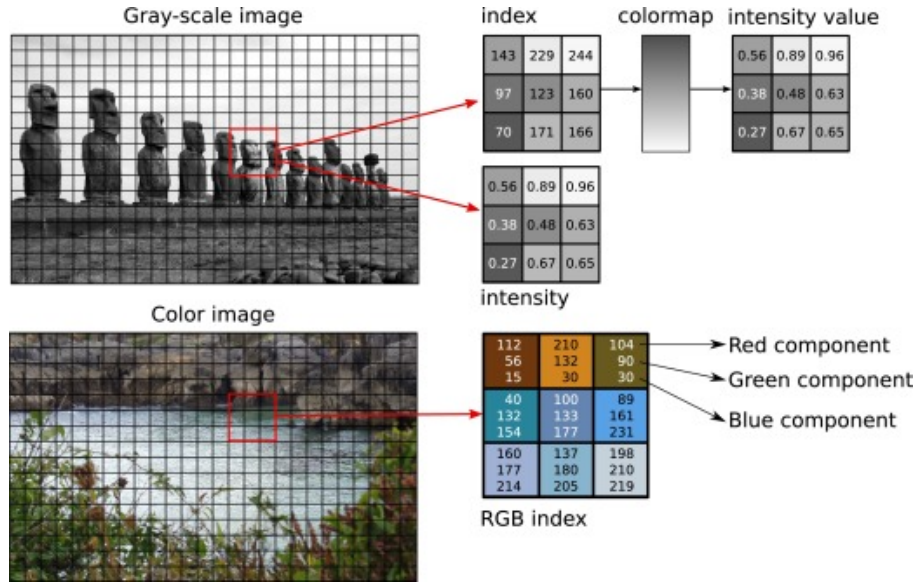 Gray-scale image
index
colormap
intensity value
143 229 244
97 123 160
70 171 166
0.56 0.89 0.96
0.38 0.48 0.63
0.27 0.67 0.65
0.56 0.89 0.96
0.38 0.48 0.63
0.27 0.67 0.65
intensity
Color image
112 210 104
56 132 90
15 30 30
40 100 89
132 133 161
154 177 231
160 137 198
177 180 210
214 205 219
RGB index
Red component
Green component
Blue component